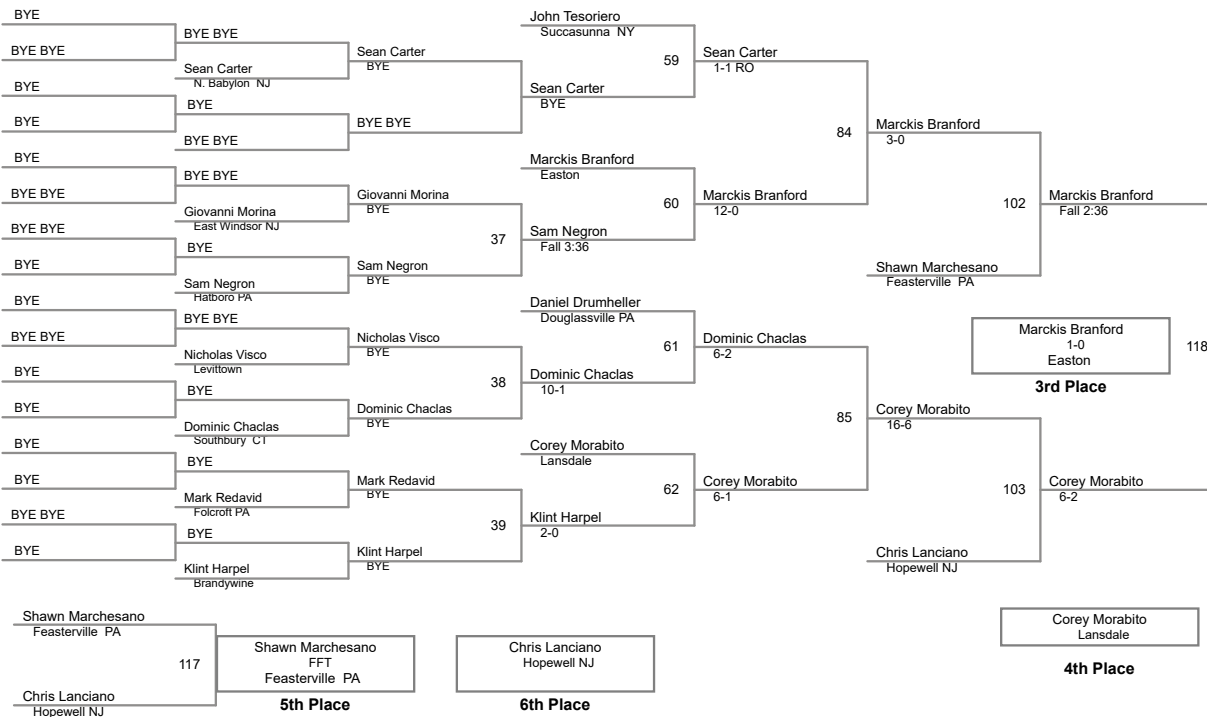 BYE
BYE BYE
BYE
BYE
BYE
BYE BYE
BYE BYE
BYE
BYE
BYE BYE
BYE
BYE
BYE
BYE
BYE BYE
BYE
BYE BYE
Sean Carter
N. Babylon NJ
BYE
BYE BYE
BYE BYE
Giovanni Morina
East Windsor NJ
BYE
Sam Negron
Hatboro PA
BYE BYE
Nicholas Visco
Levittown
BYE
Dominic Chaclas
Southbury CT
BYE
Mark Redavid
Folcroft PA
BYE
Klint Harpel
Brandywine
Sean Carter
BYE
BYE BYE
Giovanni Morina
BYE
37
Sam Negron
BYE
Nicholas Visco
BYE
38
Dominic Chaclas
BYE
Mark Redavid
BYE
39
Klint Harpel
BYE
John Tesoriero
Succasunna NY
59
Sean Carter
BYE
Marckis Branford
Easton
60
Sam Negron
Fall 3:36
Daniel Drumheller
Douglassville PA
61
Dominic Chaclas
10-1
Corey Morabito
Lansdale
62
Klint Harpel
2-0
Sean Carter
1-1 RO
84
Marckis Branford
12-0
Dominic Chaclas
6-2
85
Corey Morabito
6-1
Marckis Branford
3-0
102
Shawn Marchesano
Feasterville PA
Corey Morabito
16-6
103
Chris Lanciano
Hopewell NJ
Marckis Branford
Fall 2:36
Marckis Branford
1-0
Easton
118
3rd Place
Corey Morabito
6-2
Corey Morabito
Lansdale
4th Place
Shawn Marchesano
Feasterville PA
117
Chris Lanciano
Hopewell NJ
Shawn Marchesano
FFT
Feasterville PA
5th Place
Chris Lanciano
Hopewell NJ
6th Place